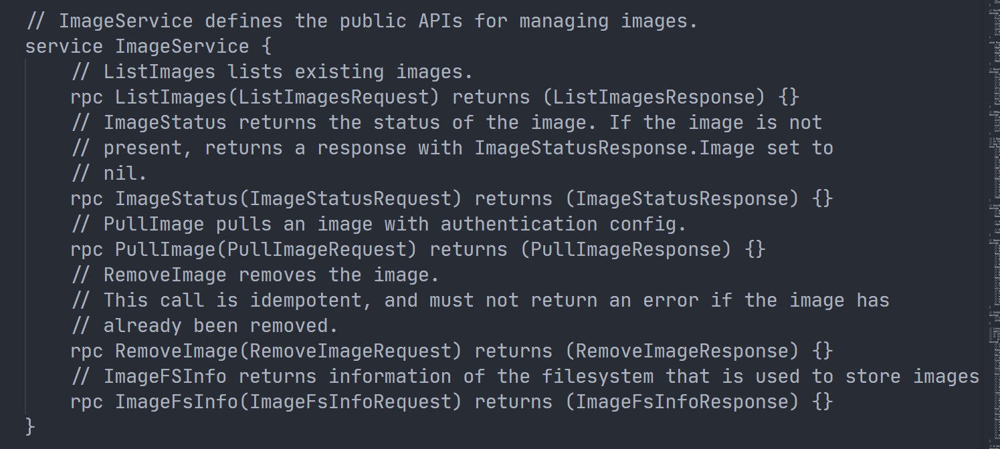 // ImageService defines the public APIs for managing images.
service ImageService {
// ListImages lists existing images.
rpc ListImages(ListImagesRequest) returns (ListImagesResponse) {}
// ImageStatus returns the status of the image. If the image is not
// present, returns a response with ImageStatusResponse.Image set to
// nil.
rpc ImageStatus(ImageStatusRequest) returns (ImageStatusResponse) {}
// PullImage pulls an image with authentication config.
rpc PullImage(PullImageRequest) returns (PullImageResponse) {}
// RemoveImage removes the image.
// This call is idempotent, and must not return an error if the image has
// already been removed.
rpc RemoveImage(RemoveImageRequest) returns (RemoveImageResponse) {}
// ImageFSInfo returns information of the filesystem that is used to store images
rpc ImageFsInfo(ImageFsInfoRequest) returns (ImageFsInfoResponse) {}
}